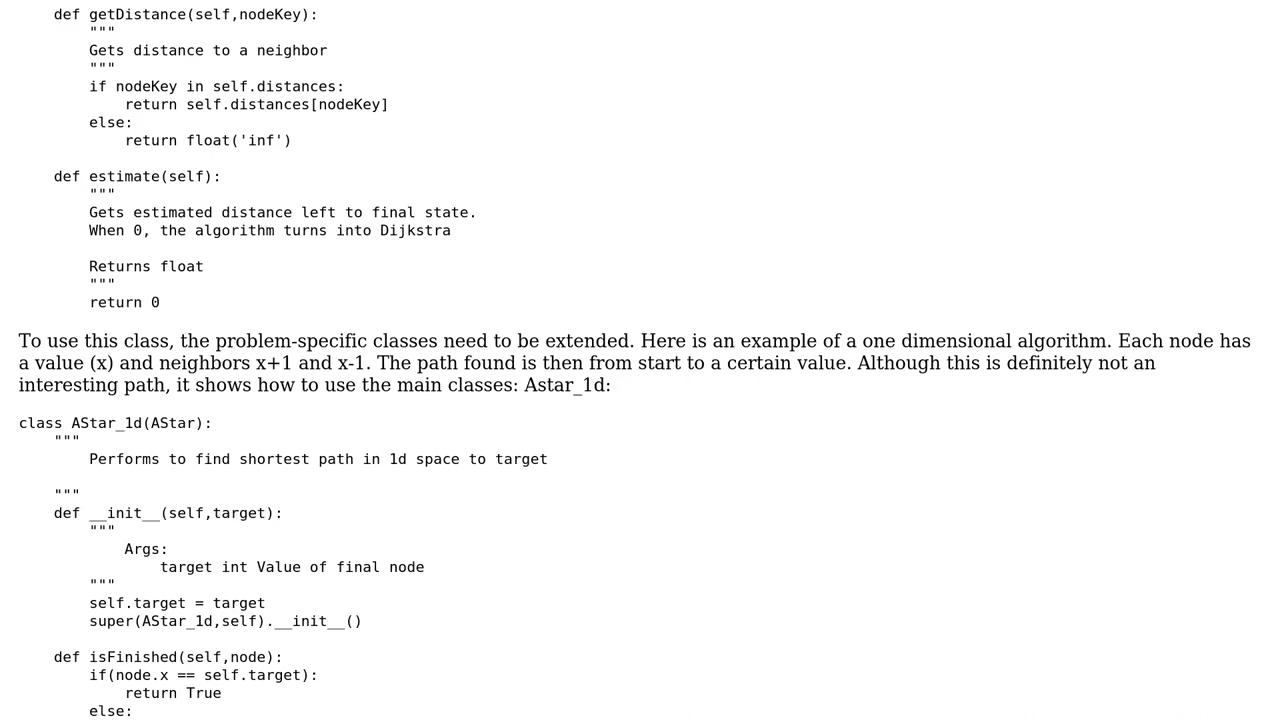 def getDistance(self,nodeKey):
        """
        Gets distance to a neighbor
        """
        if nodeKey in self.distances:
            return self.distances[nodeKey]
        else:
            return float('inf')

    def estimate(self):
        """
        Gets estimated distance left to final state.
        When 0, the algorithm turns into Dijkstra

        Returns float
        """
        return 0

To use this class, the problem-specific classes need to be extended. Here is an example of a one dimensional algorithm. Each node has
a value (x) and neighbors x+1 and x-1. The path found is then from start to a certain value. Although this is definitely not an
interesting path, it shows how to use the main classes: Astar_1d:

class AStar_1d(AStar):
    """
        Performs to find shortest path in 1d space to target

    """
    def __init__(self,target):
        """
            Args:
                target int Value of final node
        """
        self.target = target
        super(AStar_1d,self).__init__()

    def isFinished(self,node):
        if(node.x == self.target):
            return True
        else: